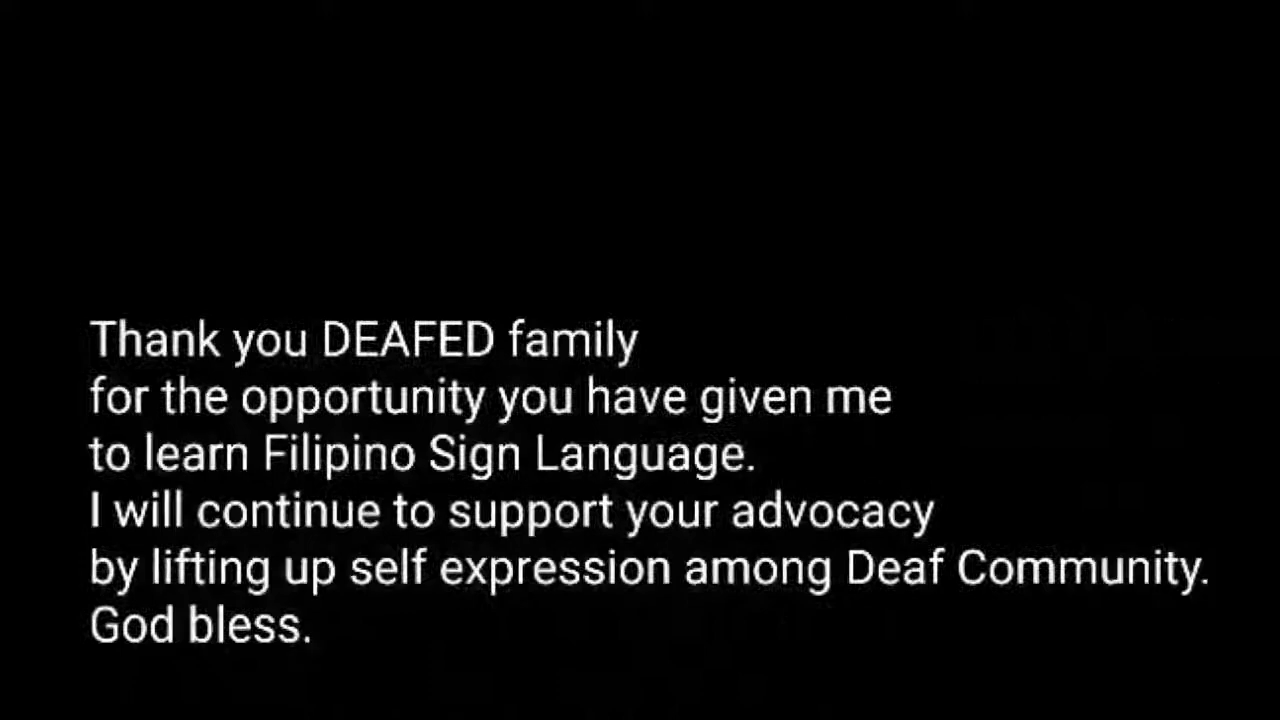 Thank you DEAFED family
for the opportunity you have given me
to learn Filipino Sign Language.
I will continue to support your advocacy
by lifting up self expression among Deaf Community.
God bless.